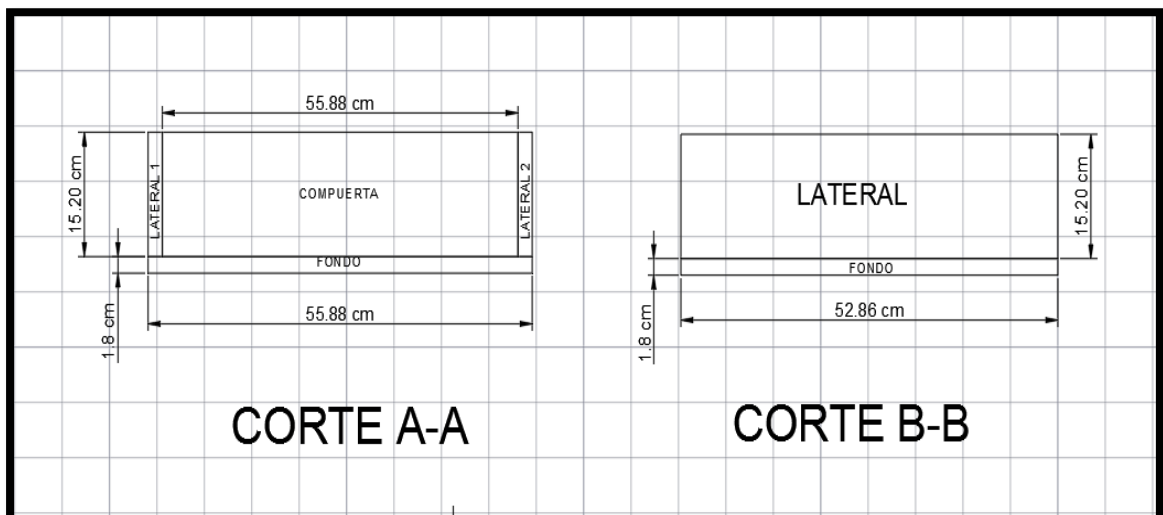 55.88 cm
15.20 cm
LATERAL 1
COMPUERTA
LATERAL 2
FONDO
1.8 cm
55.88 cm
CORTE A-A
LATERAL
15.20 cm
FONDO
1.8 cm
52.86 cm
CORTE B-B